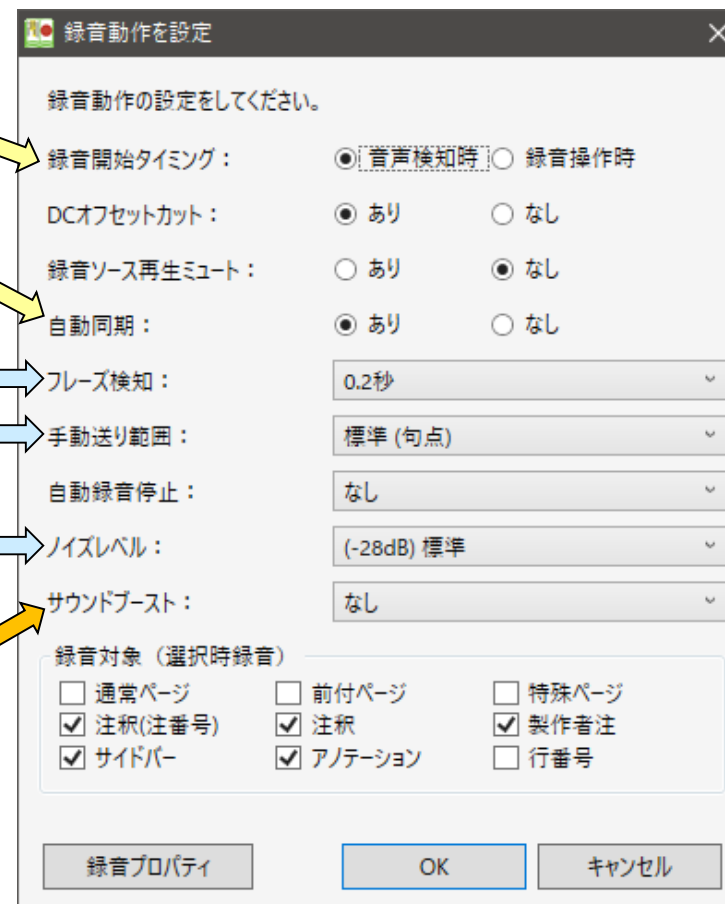 録音動作を設定
録音動作の設定をしてください。
録音開始タイミング： 音声検知時 録音操作時
DCオフセットカット： あり なし
録音ソース再生ミュート： あり なし
自動同期： あり なし
フレーズ検知： 0.2秒
手動送り範囲： 標準 (句点)
自動録音停止： なし
ノイズレベル： (-28dB) 標準
サウンドブースト： なし
録音対象（選択時録音）
通常ページ 前付ページ 特殊ページ
注釈(注番号) 注釈 製作者注
サイドバー アノテーション 行番号
録音プロパティ OK キャンセル